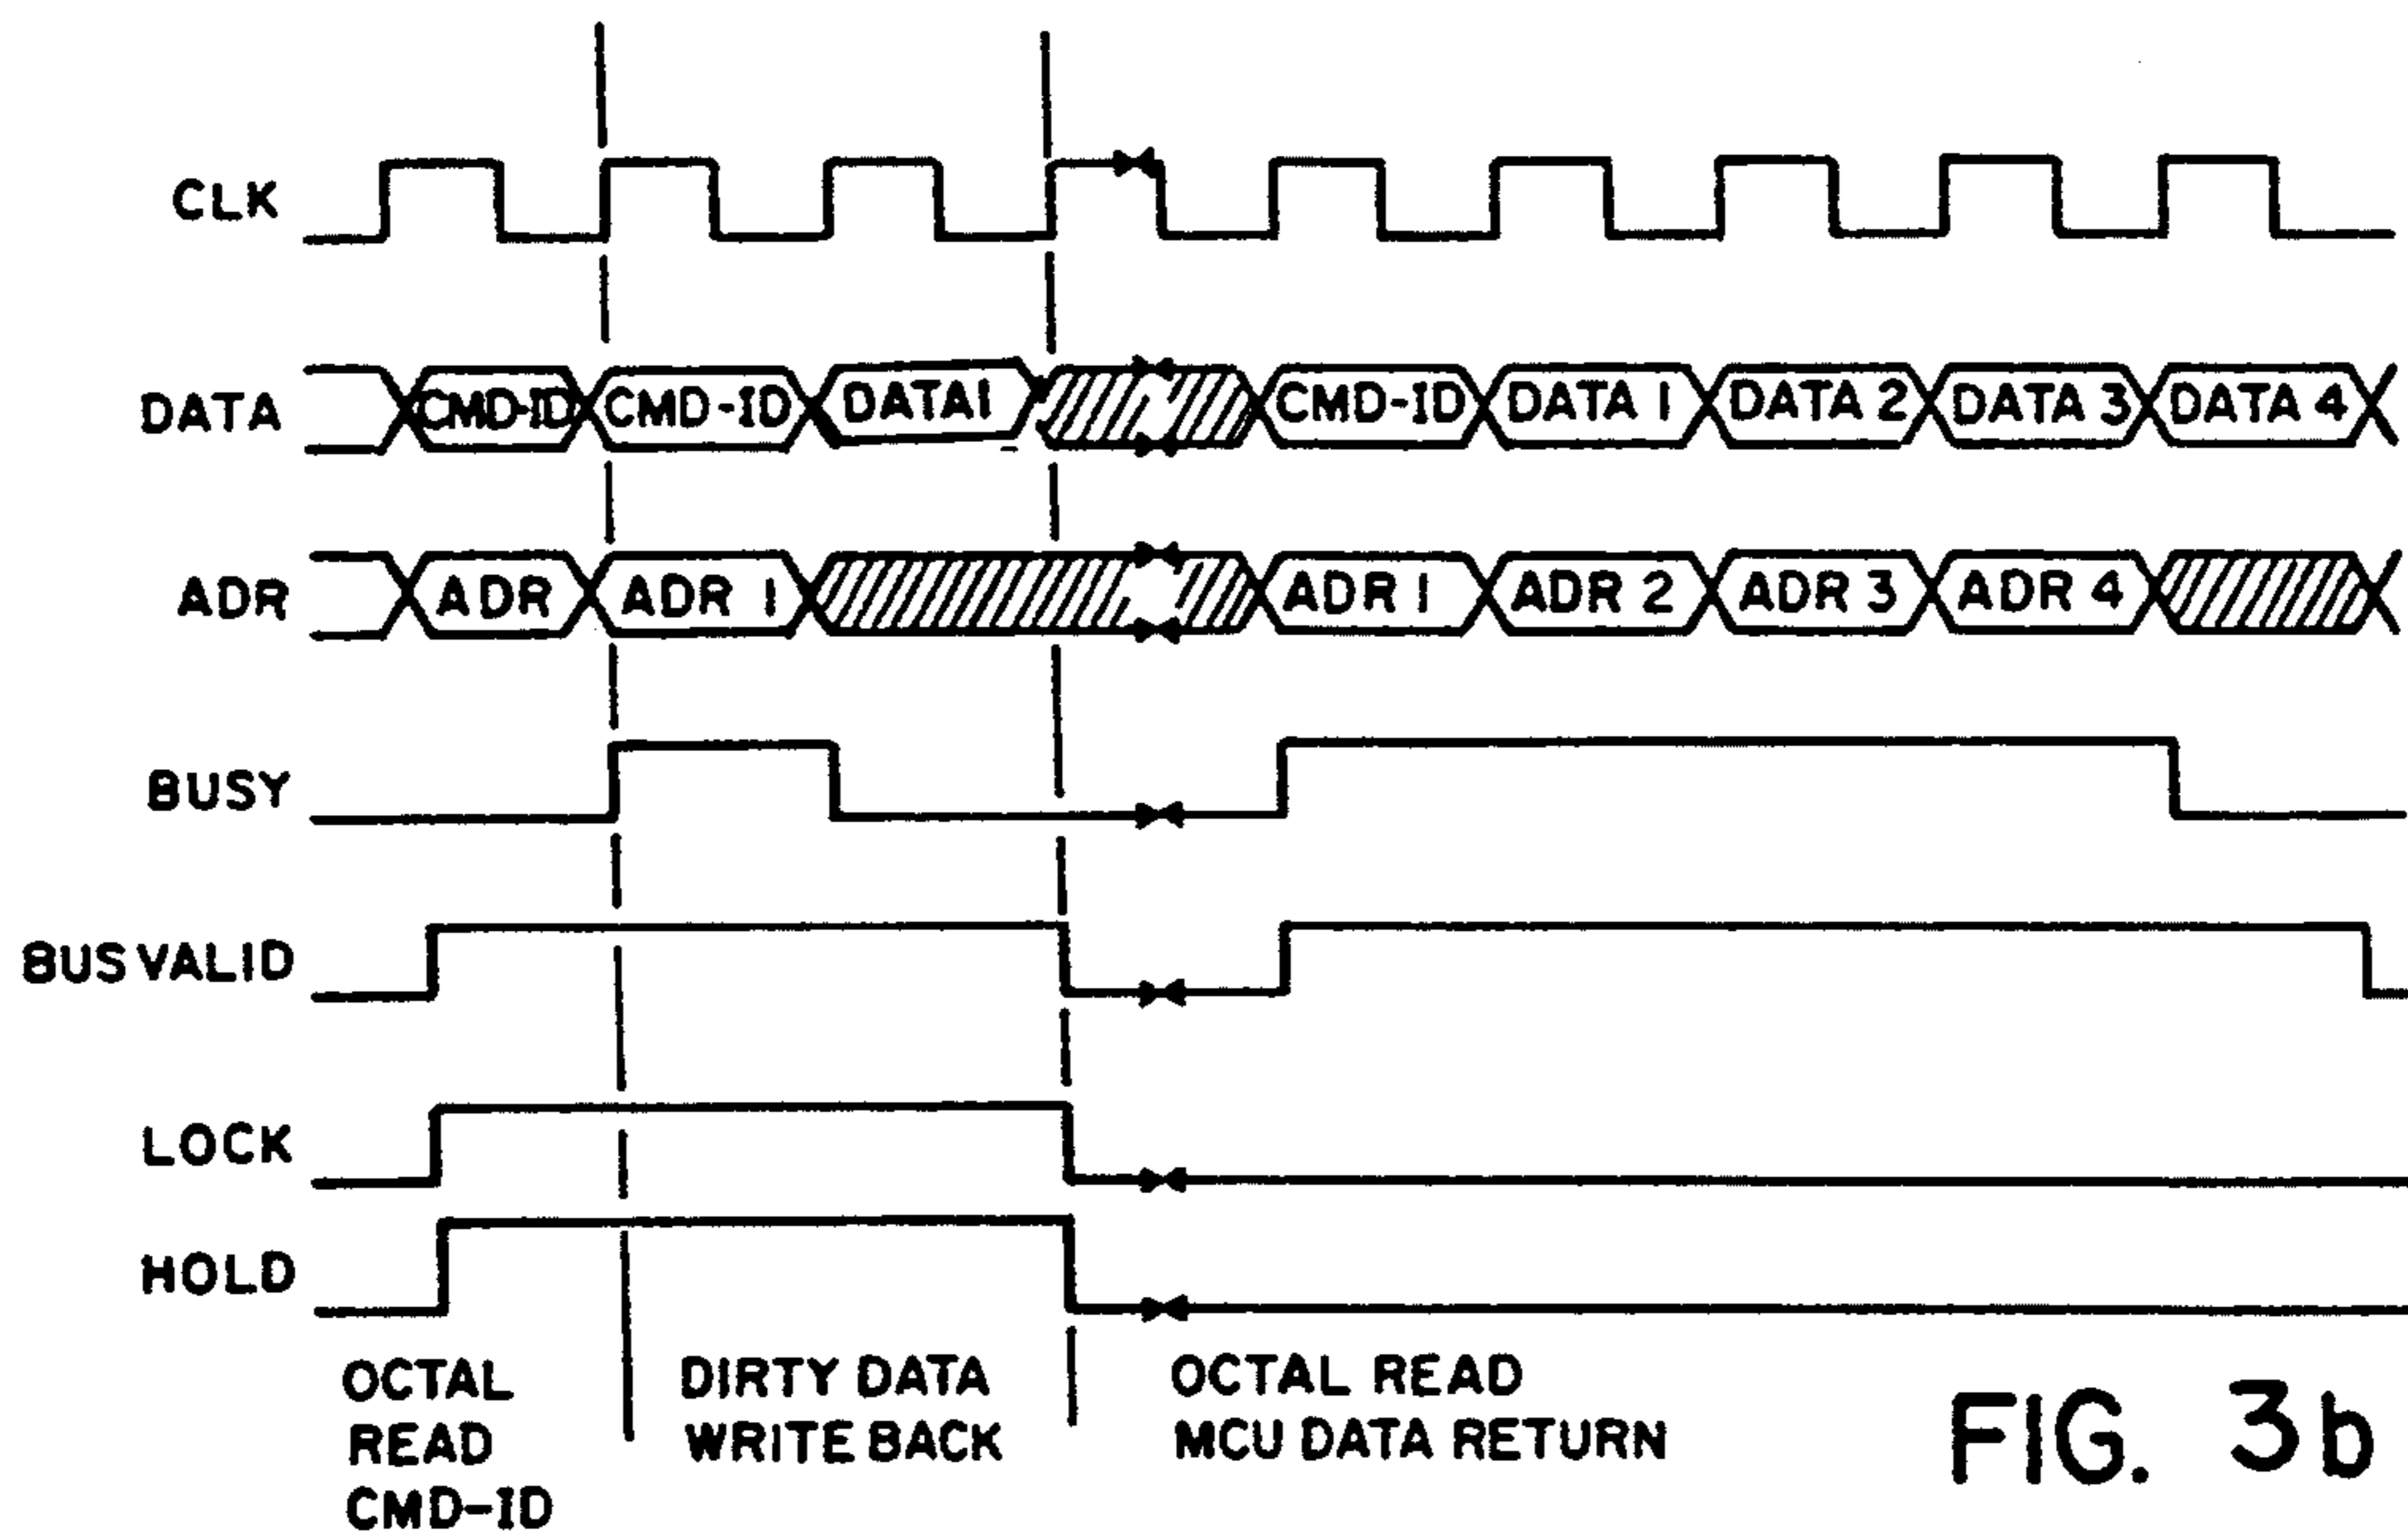 CLK
DATA CMD-ID CMD-ID DATA1 CMD-ID DATA 1 DATA 2 DATA 3 DATA 4
ADR ADR ADR 1 ADR 1 ADR 2 ADR 3 ADR 4
BUSY
BUS VALID
LOCK
HOLD
OCTAL
READ
CMD-ID
DIRTY DATA
WRITE BACK
OCTAL READ
MCU DATA RETURN
FIG. 3b